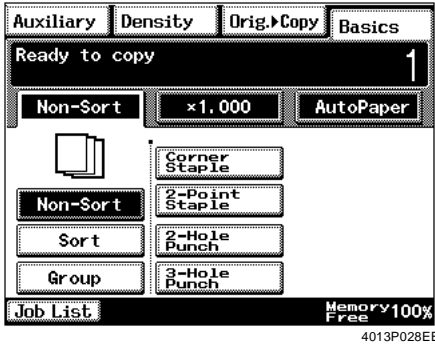 Auxiliary Density Orig.▶Copy Basics
Ready to copy 1
Non-Sort ×1.000 AutoPaper
Corner
Staple
Non-Sort
2-Point
Staple
Sort
2-Hole
Punch
Group
3-Hole
Punch
Job List
Memory
Free 100%
4013P028EE